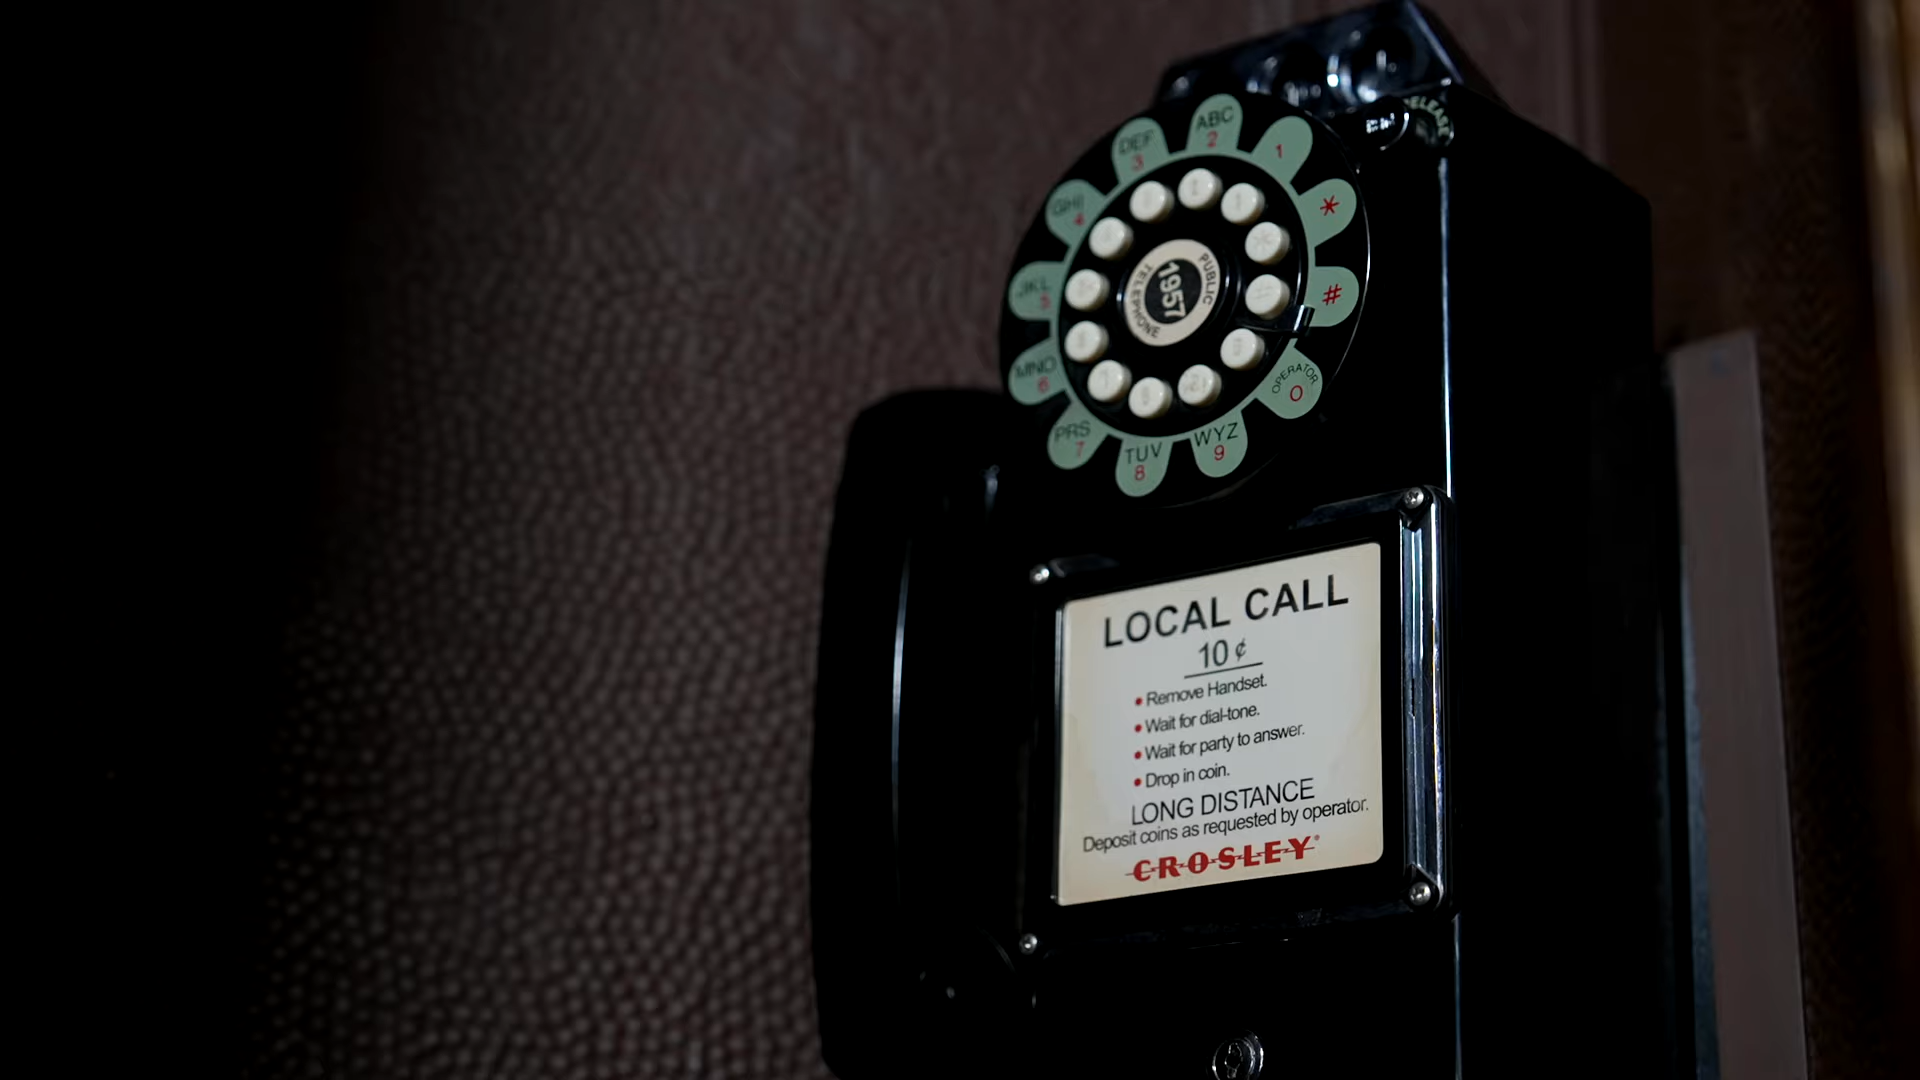 RELEASE
ABC
2
1
DEF
3
*
GHI
4
#
JKL
5
PUBLIC
1957
TELEPHONE
MNO
6
OPERATOR
0
PRS
7
TUV
8
WYZ
9
LOCAL CALL
10 ¢
• Remove Handset.
• Wait for dial-tone.
• Wait for party to answer.
• Drop in coin.
LONG DISTANCE
Deposit coins as requested by operator.
CROSLEY®